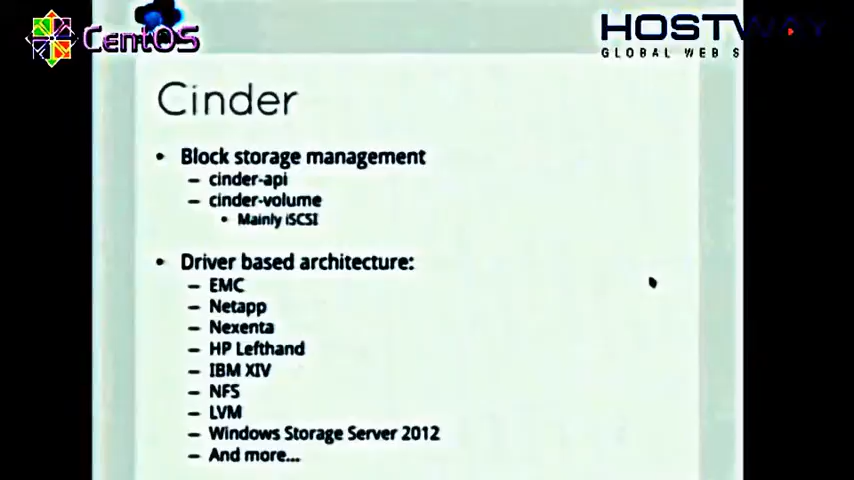 CentOS
HOSTWAY
GLOBAL WEB S
Cinder
• Block storage management
– cinder-api
– cinder-volume
• Mainly iSCSI
• Driver based architecture:
– EMC
– Netapp
– Nexenta
– HP Lefthand
– IBM XIV
– NFS
– LVM
– Windows Storage Server 2012
– And more...